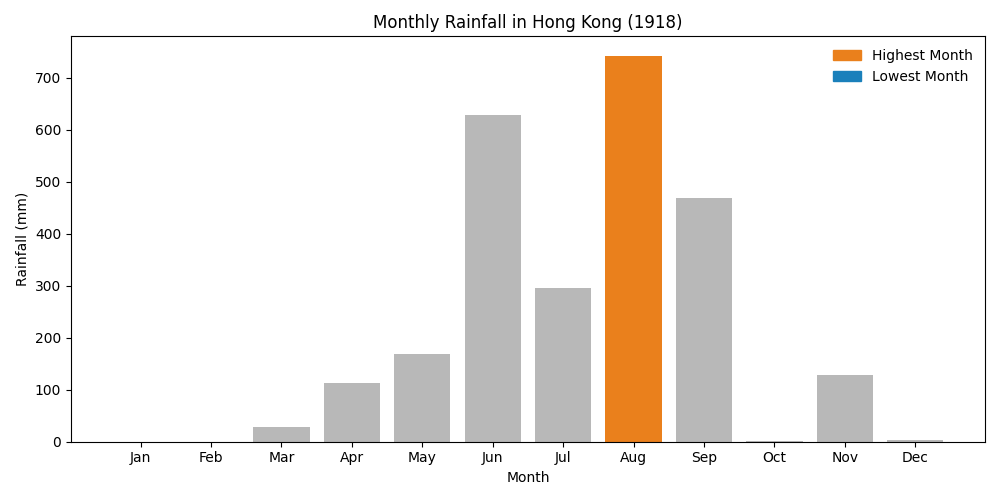 Monthly Rainfall in Hong Kong (1918)
Highest Month
Lowest Month
Rainfall (mm)
700
600
500
400
300
200
100
0
Jan Feb Mar Apr May Jun Jul Aug Sep Oct Nov Dec
Month